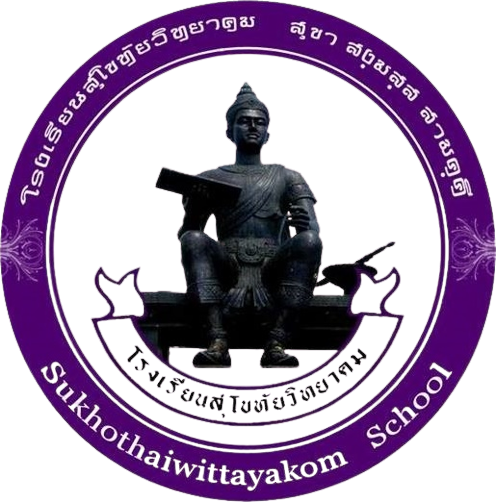 โรงเรียนสุโขทัยวิทยาคม สุขา สงฺฆสฺส สามคฺคี
โรงเรียนสุโขทัยวิทยาคม
Sukhothaiwittayakom School